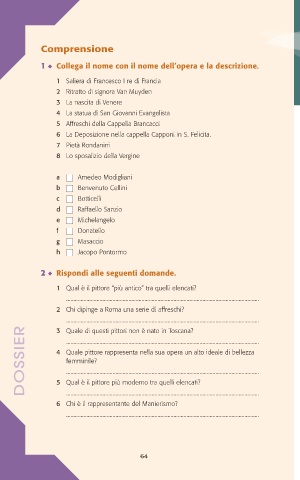 Comprensione
1 ◆ Collega il nome con il nome dell'opera e la descrizione.
1 Saliera di Francesco I re di Francia
2 Ritratto di signora Van Muyden
3 La nascita di Venere
4 La statua di San Giovanni Evangelista
5 Affreschi della Cappella Brancacci
6 La Deposizione nella cappella Capponi in S. Felicita.
7 Pietà Rondanini
8 Lo sposalizio della Vergine
a Amedeo Modigliani
b Benvenuto Cellini
c Botticelli
d Raffaello Sanzio
e Michelangelo
f Donatello
g Masaccio
h Jacopo Pontormo
2 ◆ Rispondi alle seguenti domande.
1 Qual è il pittore "più antico" tra quelli elencati?
2 Chi dipinge a Roma una serie di affreschi?
3 Quale di questi pittori non è nato in Toscana?
4 Quale pittore rappresenta nella sua opera un alto ideale di bellezza
femminile?
5 Qual è il pittore più moderno tra quelli elencati?
6 Chi è il rappresentante del Manierismo?
DOSSIER
64